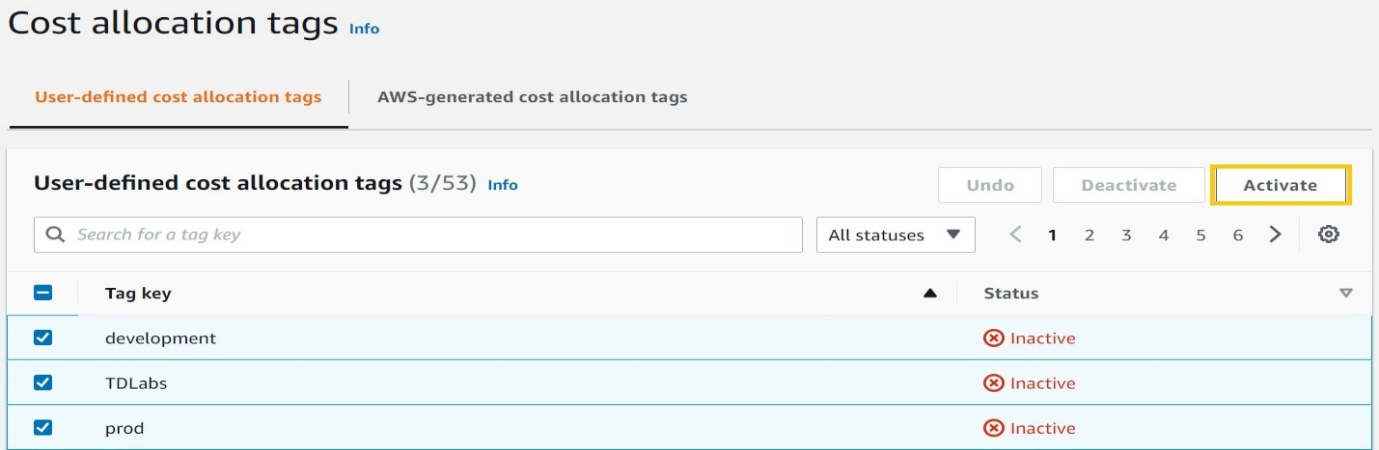 Cost allocation tags Info
User-defined cost allocation tags AWS-generated cost allocation tags
User-defined cost allocation tags (3/53) Info Undo Deactivate Activate
Search for a tag key All statuses 1 2 3 4 5 6
Tag key Status
development Inactive
TDLabs Inactive
prod Inactive